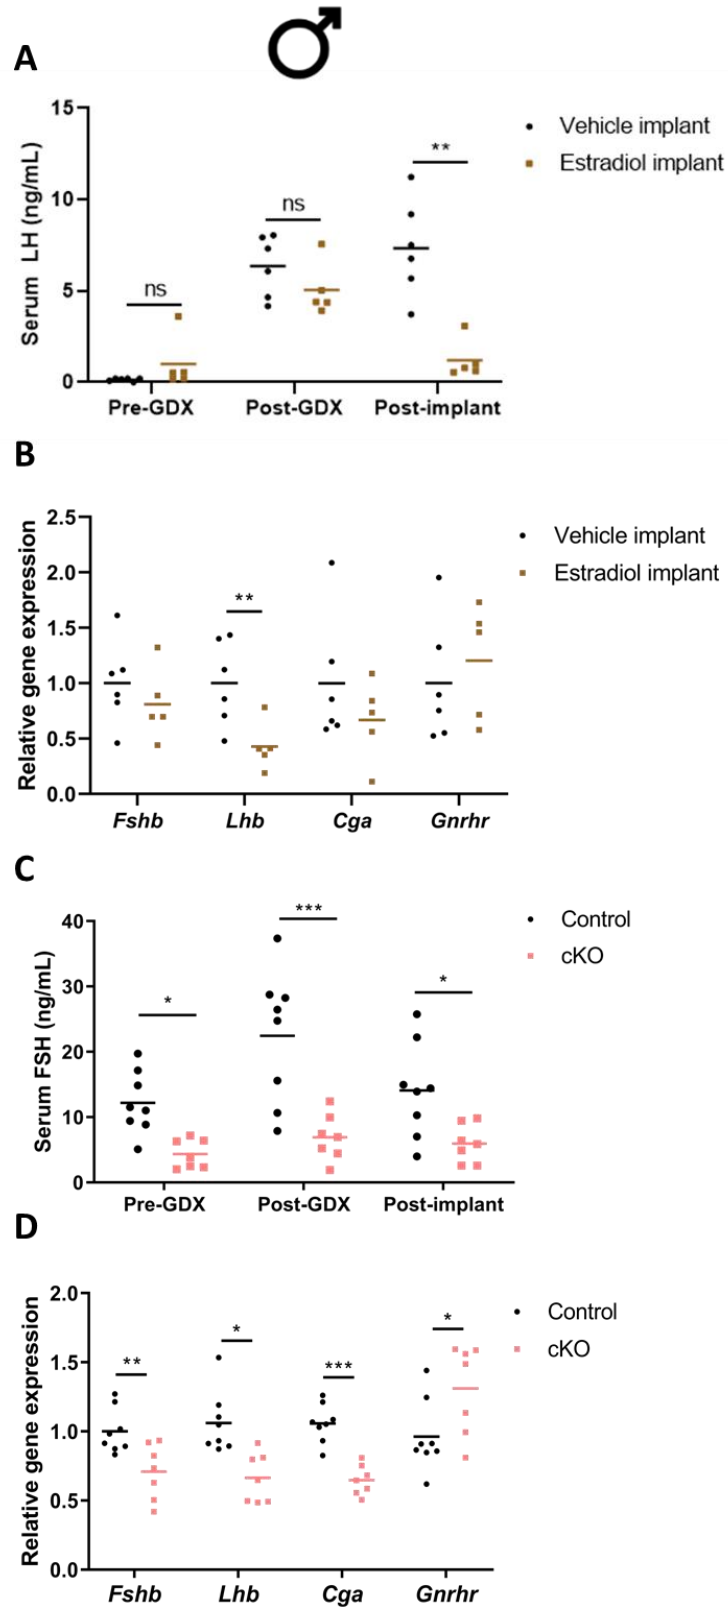 A
Serum LH (ng/mL)
15
10
5
0
ns
ns
**
Vehicle implant
Estradiol implant
Pre-GDX Post-GDX Post-implant
B
Relative gene expression
2.5
2.0
1.5
1.0
0.5
0.0
**
Vehicle implant
Estradiol implant
Fshb Lhb Cga Gnrhr
C
Serum FSH (ng/mL)
40
30
20
10
0
*
***
*
Control
cKO
Pre-GDX Post-GDX Post-implant
D
Relative gene expression
2.0
1.5
1.0
0.5
0.0
**
*
***
*
Control
cKO
Fshb Lhb Cga Gnrhr